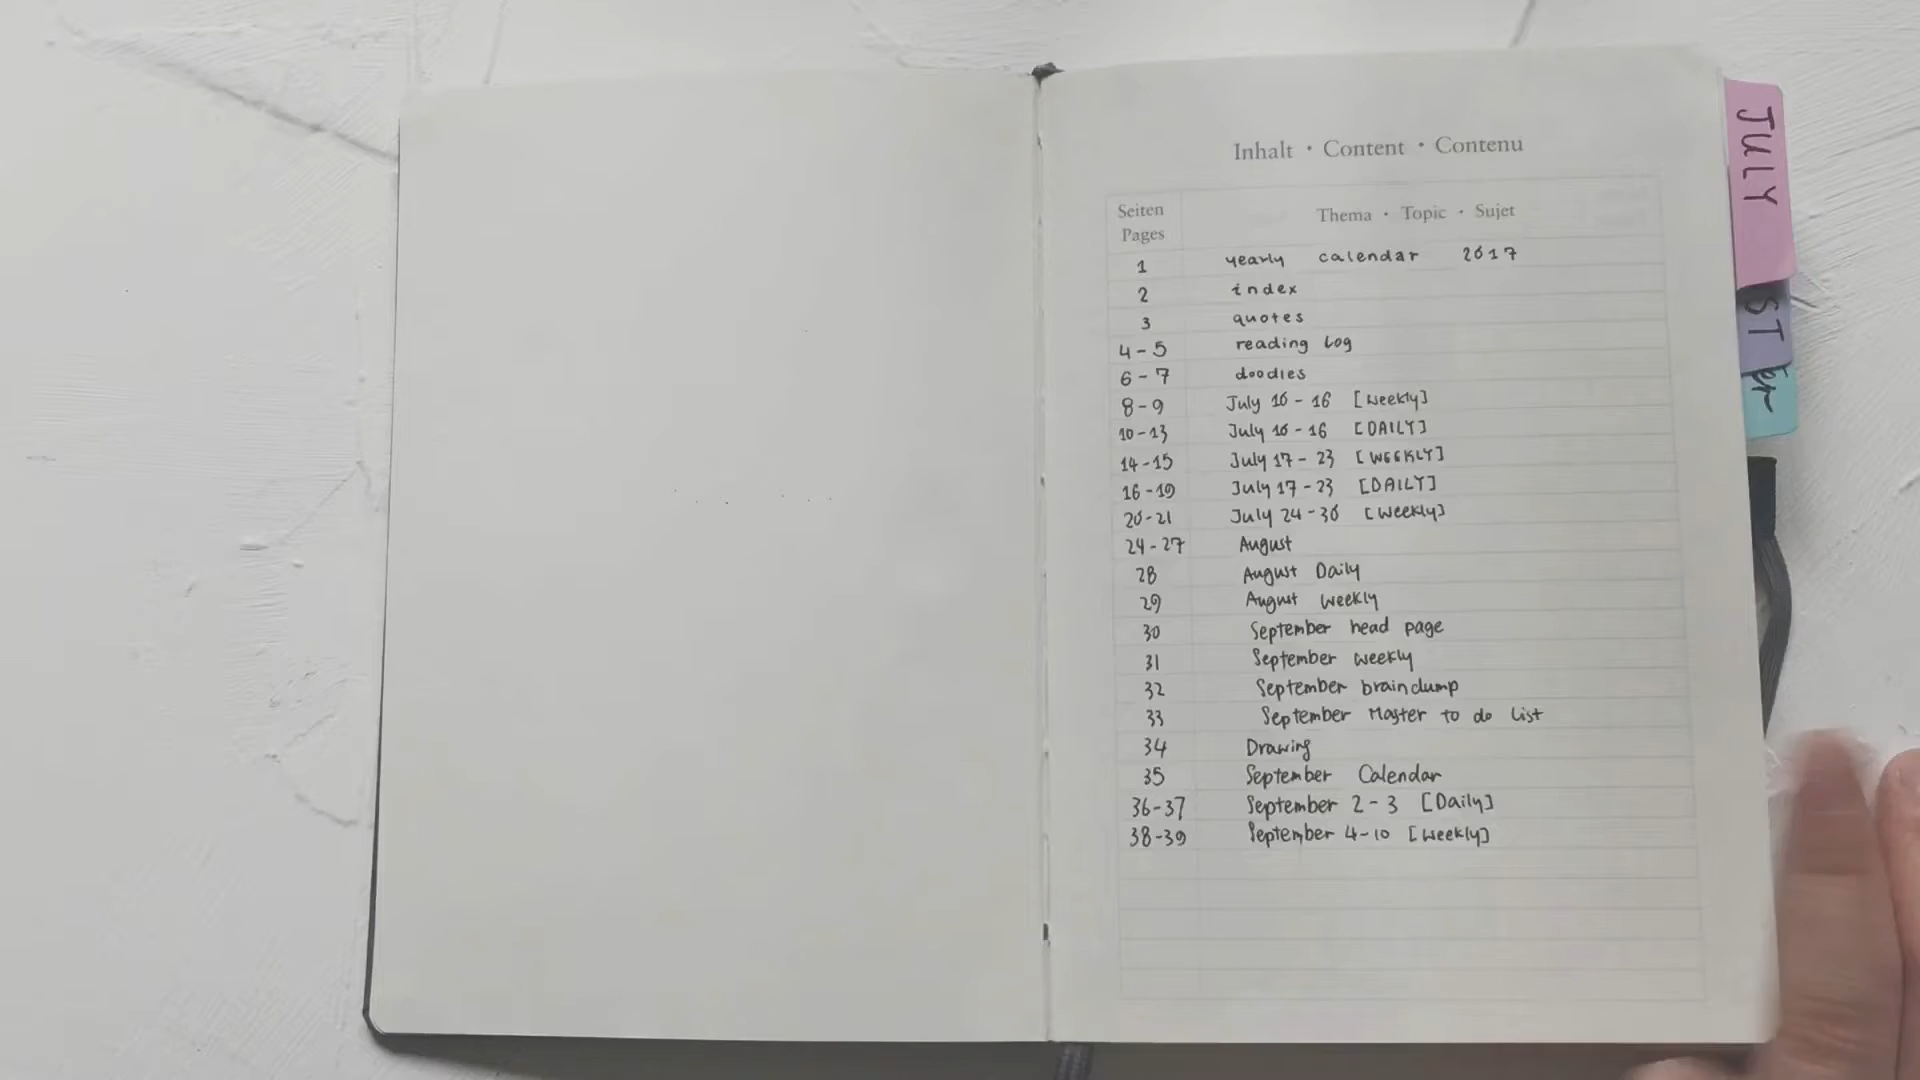 Inhalt · Content · Contenu
Seiten Pages
Thema · Topic · Sujet
1 yearly calendar 2017
2 index
3 quotes
4-5 reading log
6-7 doodles
8-9 July 10-16 [Weekly]
10-13 July 10-16 [DAILY]
14-15 July 17-23 [WEEKLY]
16-19 July 17-23 [DAILY]
20-21 July 24-30 [Weekly]
24-27 August
28 August Daily
29 August Weekly
30 September head page
31 September weekly
32 September braindump
33 September Master to do list
34 Drawing
35 September Calendar
36-37 September 2-3 [Daily]
38-39 September 4-10 [Weekly]
JULY
ST
er